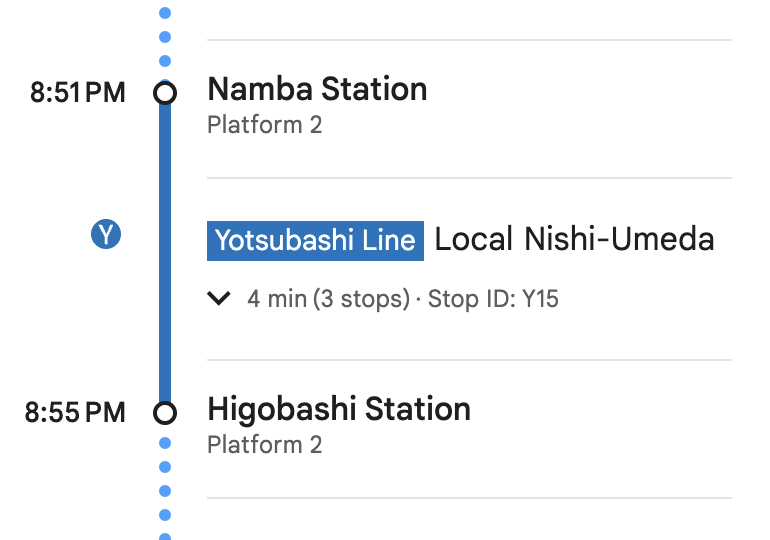 8:51 PM
Namba Station
Platform 2
Y
Yotsubashi Line Local Nishi-Umeda
4 min (3 stops) · Stop ID: Y15
8:55 PM
Higobashi Station
Platform 2